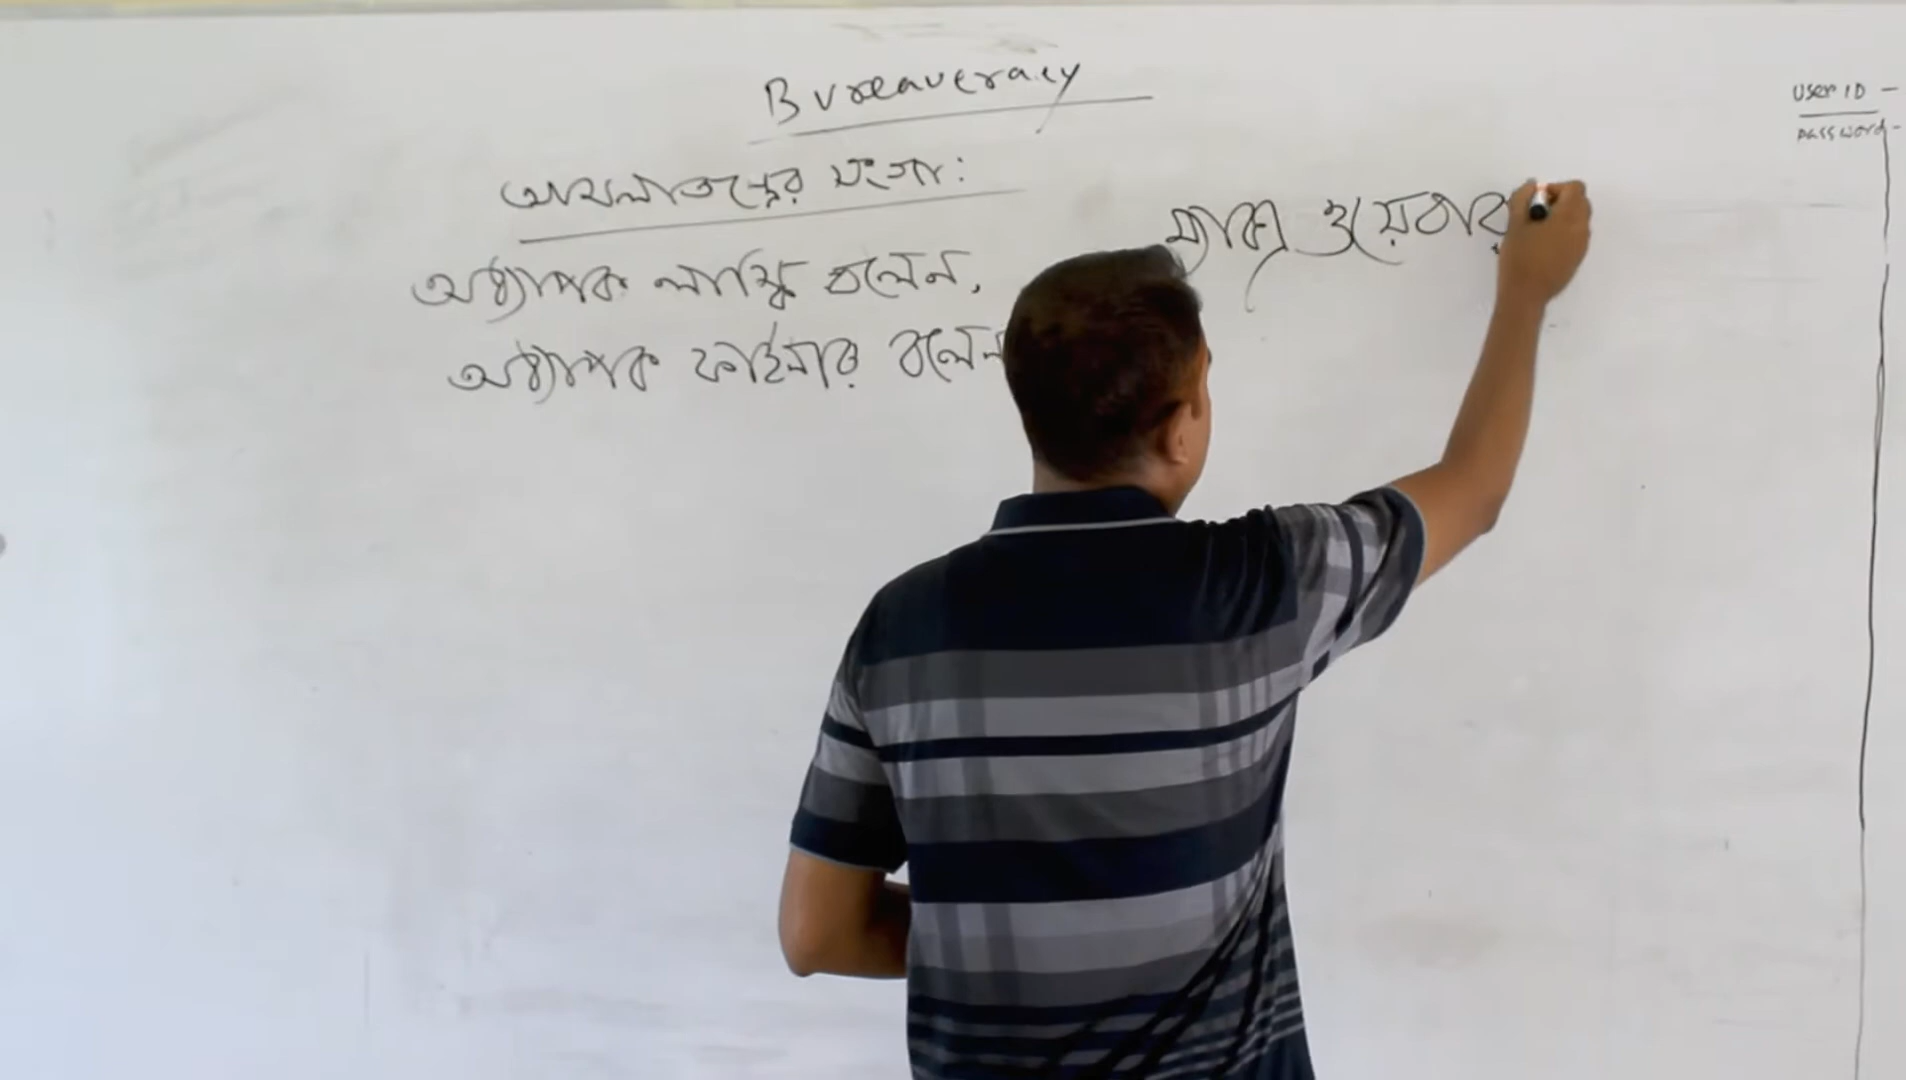 Bureaucracy
আমলাতন্ত্রের সংজ্ঞা:
অধ্যাপক লাস্কি বলেন,
অধ্যাপক ফাইনার বলেন
ম্যাক্স ওয়েবার
User ID -
password -